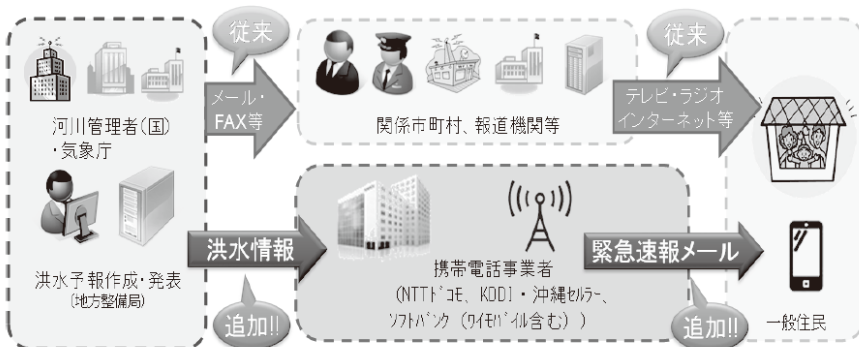 従来
従来
メール・
FAX等
テレビ・ラジオ
インターネット等
河川管理者(国)
・気象庁
関係市町村、報道機関等
洪水情報
緊急速報メール
携帯電話事業者
(NTTドコモ、KDDI・沖縄セルラー、
ソフトバンク(ワイモバイル含む))
洪水予報作成・発表
(地方整備局)
追加!!
追加!!
一般住民